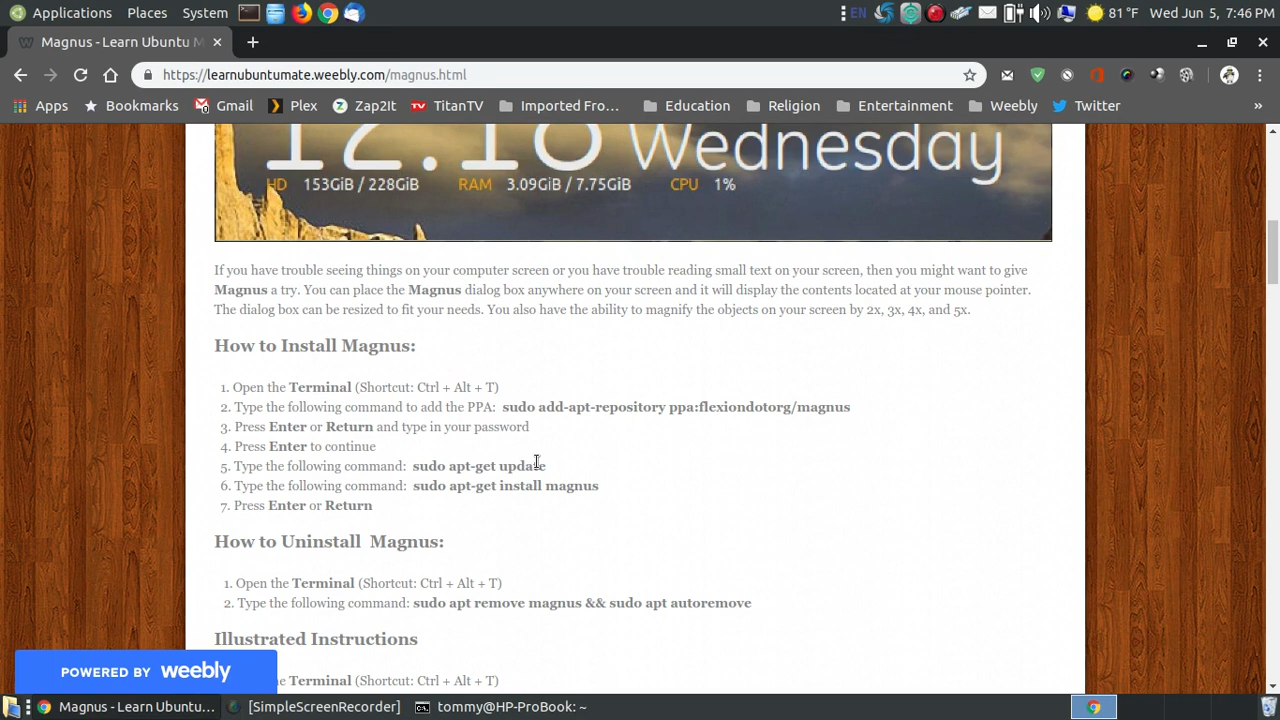 Applications Places System EN 81 °F Wed Jun 5, 7:46 PM
Magnus - Learn Ubuntu M
https://learnubuntumate.weebly.com/magnus.html
Apps Bookmarks Gmail Plex Zap2It TitanTV Imported Fro... Education Religion Entertainment Weebly Twitter »
12.18 Wednesday
HD 153GiB / 228GiB RAM 3.09GiB / 7.75GiB CPU 1%
If you have trouble seeing things on your computer screen or you have trouble reading small text on your screen, then you might want to give
Magnus a try. You can place the Magnus dialog box anywhere on your screen and it will display the contents located at your mouse pointer.
The dialog box can be resized to fit your needs. You also have the ability to magnify the objects on your screen by 2x, 3x, 4x, and 5x.
How to Install Magnus:
1. Open the Terminal (Shortcut: Ctrl + Alt + T)
2. Type the following command to add the PPA: sudo add-apt-repository ppa:flexiondotorg/magnus
3. Press Enter or Return and type in your password
4. Press Enter to continue
5. Type the following command: sudo apt-get update
6. Type the following command: sudo apt-get install magnus
7. Press Enter or Return
How to Uninstall Magnus:
1. Open the Terminal (Shortcut: Ctrl + Alt + T)
2. Type the following command: sudo apt remove magnus && sudo apt autoremove
Illustrated Instructions
Terminal (Shortcut: Ctrl + Alt + T)
POWERED BY weebly
Magnus - Learn Ubuntu... [SimpleScreenRecorder] tommy@HP-ProBook: ~